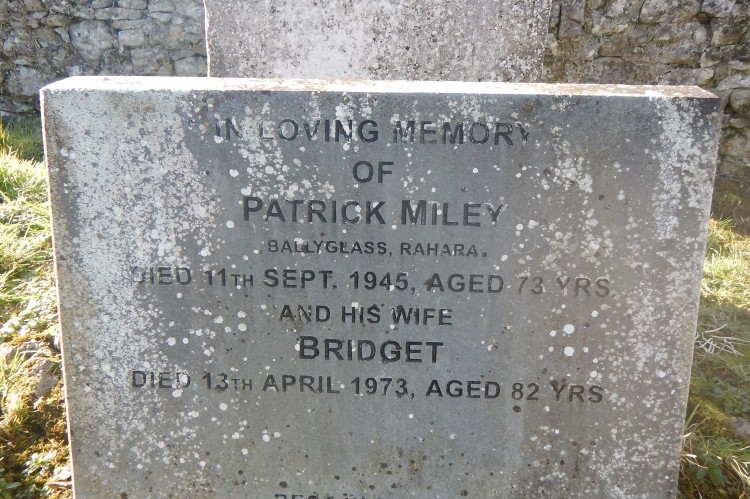 IN LOVING MEMORY
OF
PATRICK MILEY
BALLYGLASS, RAHARA.
DIED 11TH SEPT. 1945, AGED 73 YRS.
AND HIS WIFE
BRIDGET
DIED 13TH APRIL 1973, AGED 82 YRS